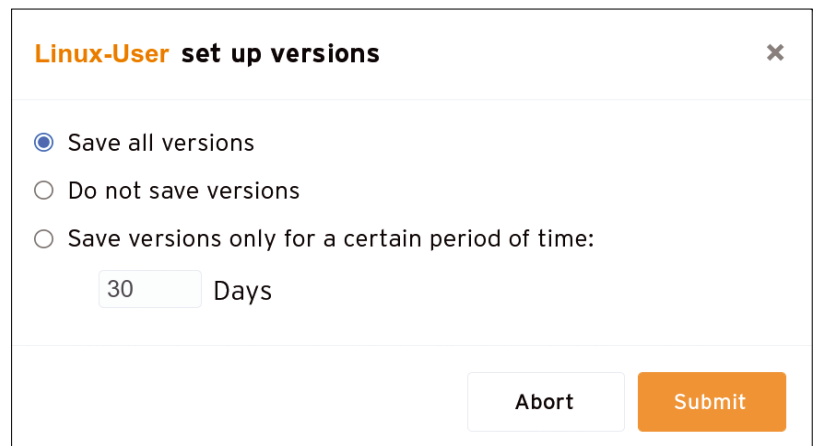 Linux-User set up versions
Save all versions
Do not save versions
Save versions only for a certain period of time:
30 Days
Abort Submit